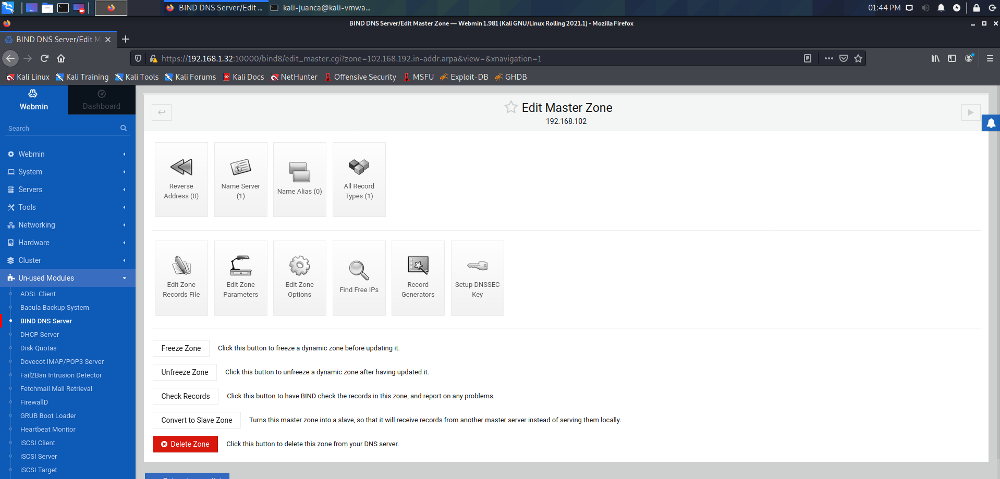 BIND DNS Server/Edit ...
kali-juanca@kali-vmwa...
01:44 PM
BIND DNS Server/Edit Master Zone — Webmin 1.981 (Kali GNU/Linux Rolling 2021.1) - Mozilla Firefox
BIND DNS Server/Edit M
https://192.168.1.32:10000/bind8/edit_master.cgi?zone=102.168.192.in-addr.arpa&view=&xnavigation=1
Kali Linux
Kali Training
Kali Tools
Kali Forums
Kali Docs
NetHunter
Offensive Security
MSFU
Exploit-DB
GHDB
Webmin
Dashboard
Search
Webmin
System
Servers
Tools
Networking
Hardware
Cluster
Un-used Modules
ADSL Client
Bacula Backup System
BIND DNS Server
DHCP Server
Disk Quotas
Dovecot IMAP/POP3 Server
Fail2Ban Intrusion Detector
Fetchmail Mail Retrieval
FirewallD
GRUB Boot Loader
Heartbeat Monitor
iSCSI Client
iSCSI Server
iSCSI Target
Edit Master Zone
192.168.102
Reverse
Address (0)
Name Server
(1)
Name Alias (0)
All Record
Types (1)
Edit Zone
Records File
Edit Zone
Parameters
Edit Zone
Options
Find Free IPs
Record
Generators
Setup DNSSEC
Key
Freeze Zone
Click this button to freeze a dynamic zone before updating it.
Unfreeze Zone
Click this button to unfreeze a dynamic zone after having updated it.
Check Records
Click this button to have BIND check the records in this zone, and report on any problems.
Convert to Slave Zone
Turns this master zone into a slave, so that it will receive records from another master server instead of serving them locally.
Delete Zone
Click this button to delete this zone from your DNS server.